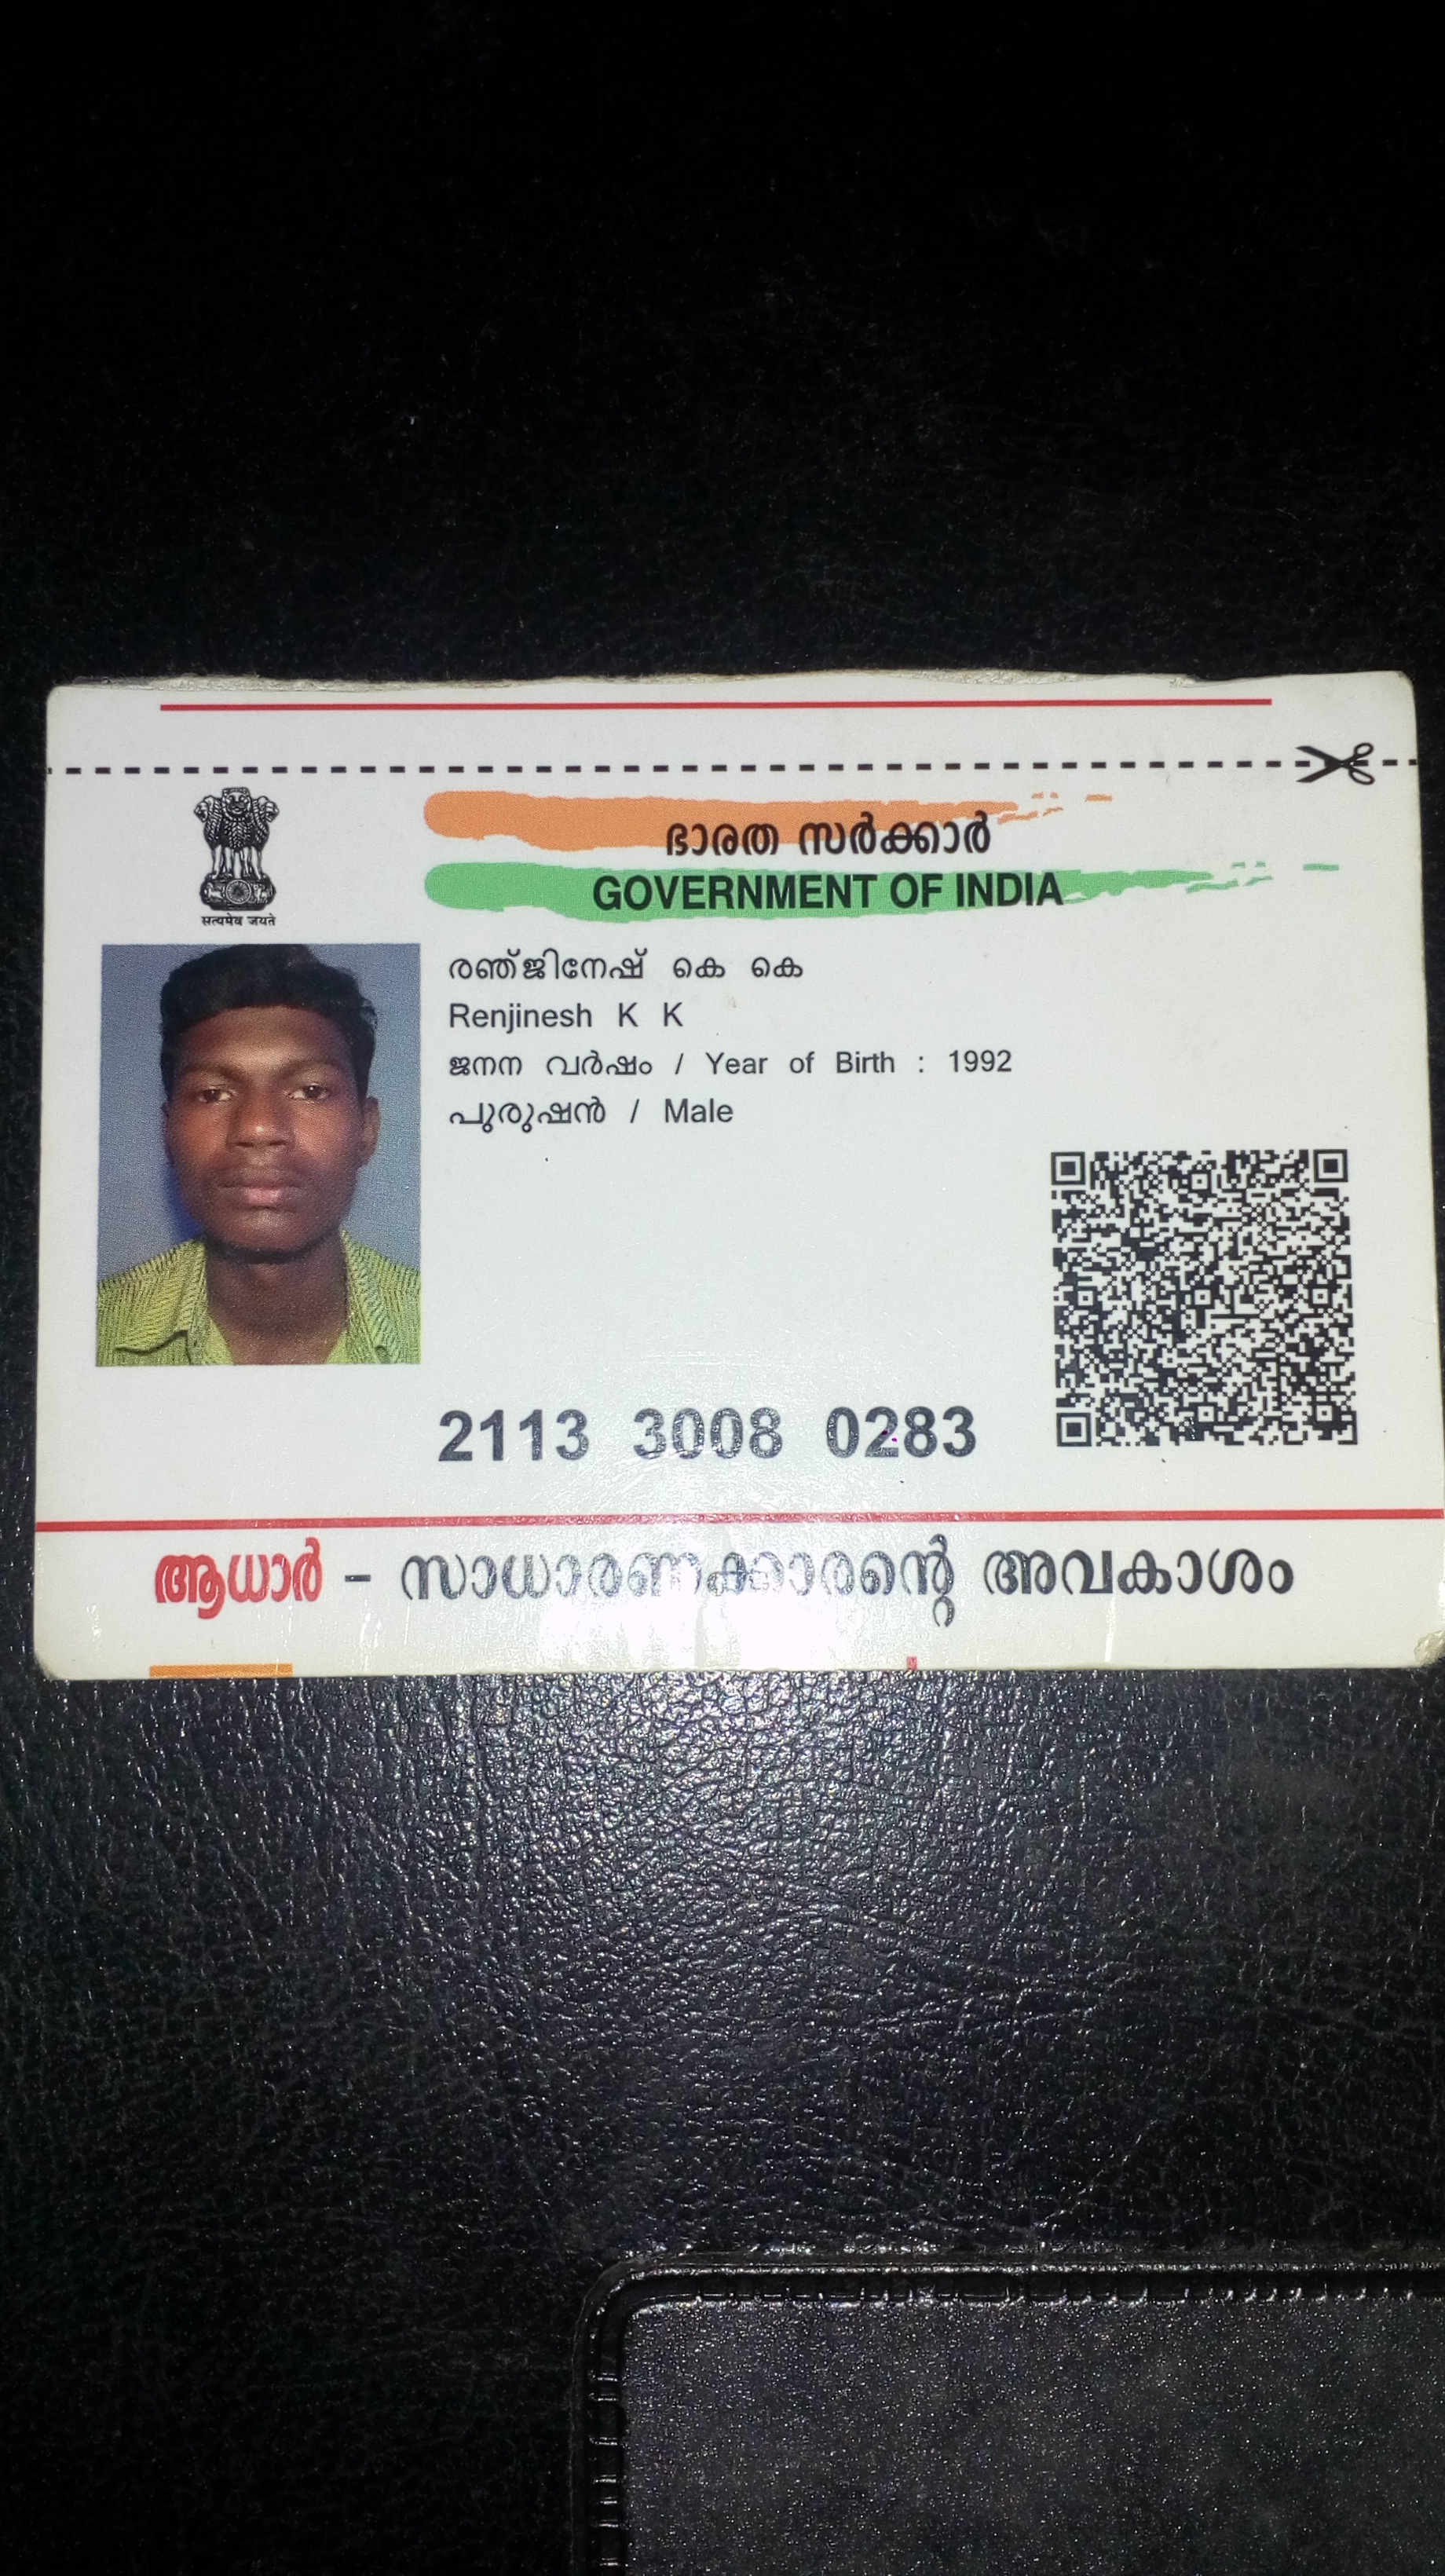 ഭാരത സർക്കാർ
GOVERNMENT OF INDIA
सत्यमेव जयते
രഞ്ജിനേഷ് കെ കെ
Renjinesh K K
ജനന വർഷം / Year of Birth : 1992
പുരുഷൻ / Male
2113 3008 0283
ആധാർ - സാധാരണക്കാരന്റെ അവകാശം